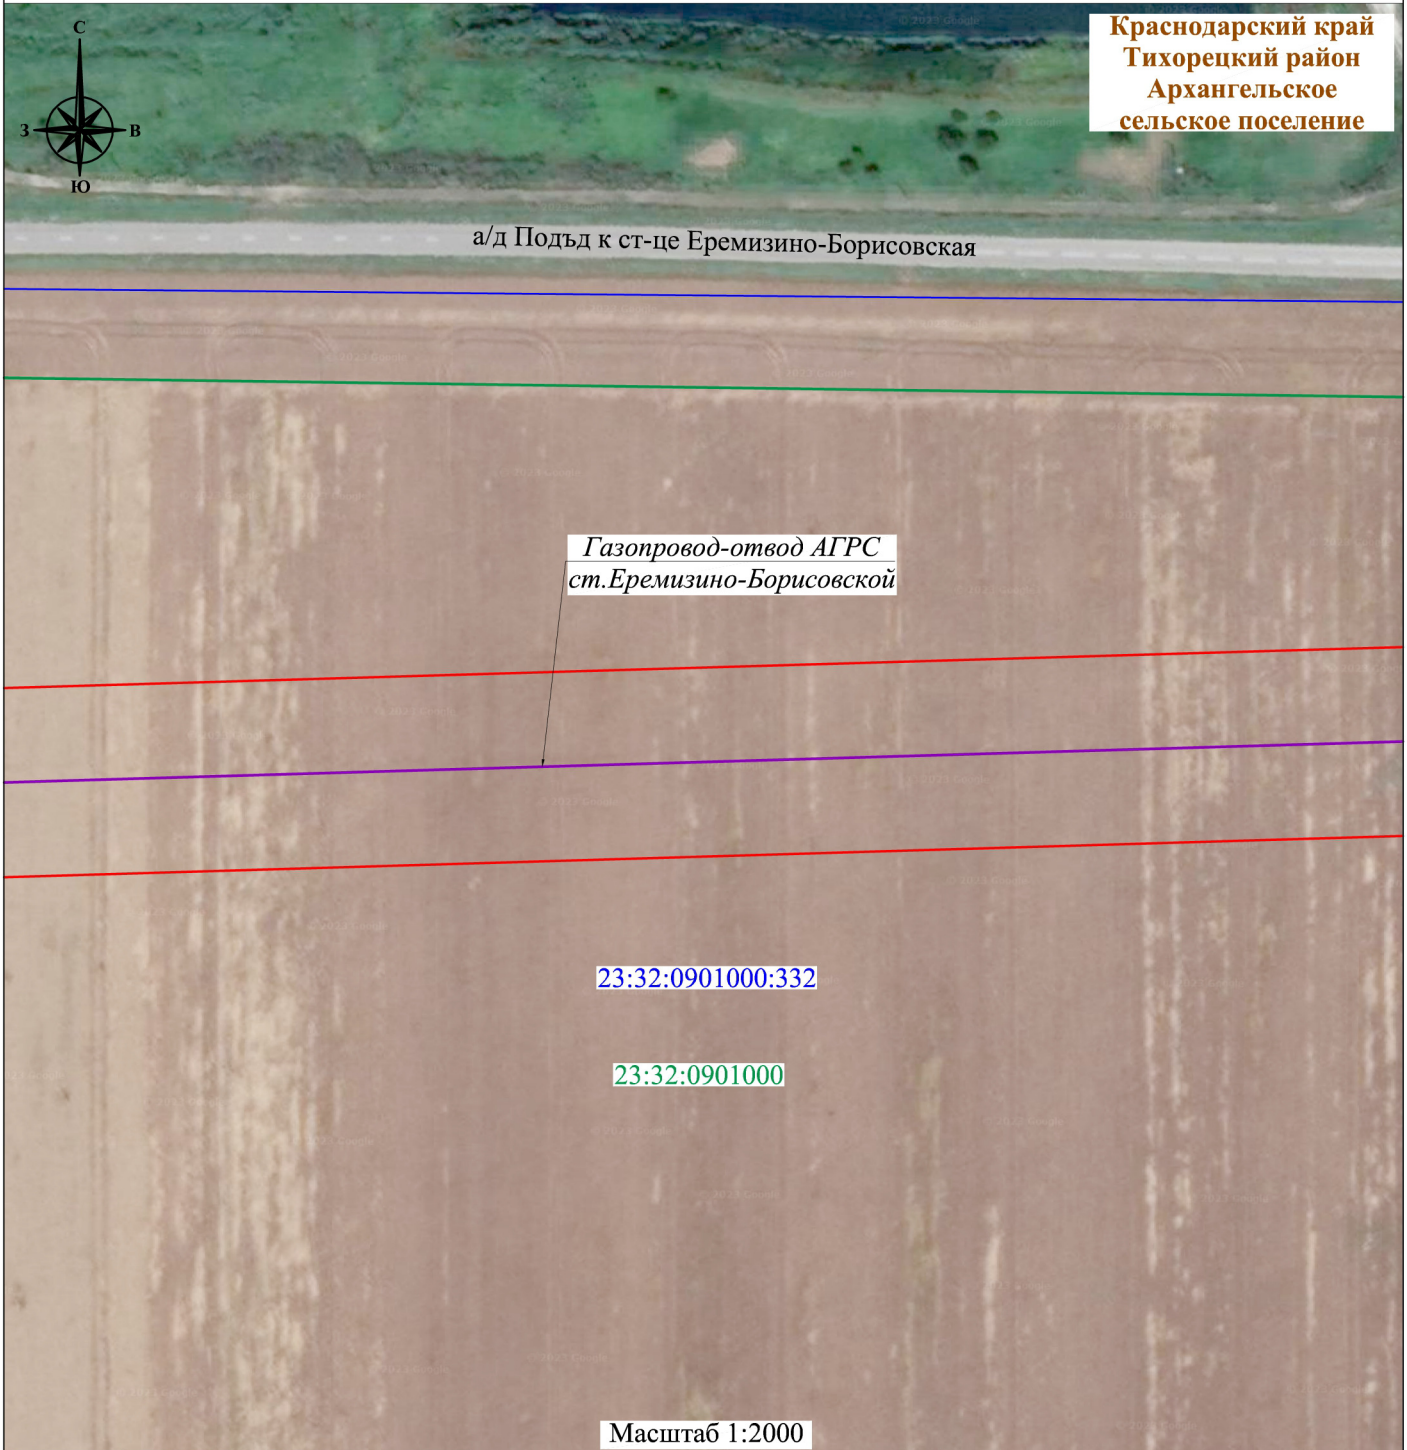 Краснодарский край
Тихорецкий район
Архангельское
сельское поселение
С
З
В
Ю
а/д Подъд к ст-це Еремизино-Борисовская
Газопровод-отвод АГРС
ст.Еремизино-Борисовской
23:32:0901000:332
23:32:0901000
Масштаб 1:2000